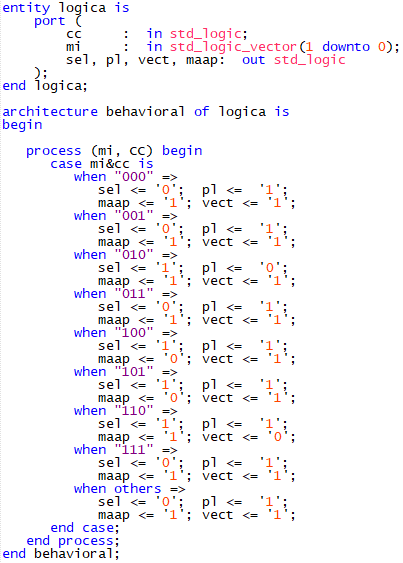 entity logica is
    port (
        cc     :  in std_logic;
        mi     :  in std_logic_vector(1 downto 0);
        sel, pl, vect, maap:  out std_logic
    );
end logica;

architecture behavioral of logica is
begin

   process (mi, CC) begin
      case mi&cc is
         when "000" =>
            sel <= '0';  pl <=  '1';
            maap <= '1'; vect <= '1';
         when "001" =>
            sel <= '0';  pl <=  '1';
            maap <= '1'; vect <= '1';
         when "010" =>
            sel <= '1';  pl <=  '0';
            maap <= '1'; vect <= '1';
         when "011" =>
            sel <= '0';  pl <=  '1';
            maap <= '1'; vect <= '1';
         when "100" =>
            sel <= '1';  pl <=  '1';
            maap <= '0'; vect <= '1';
         when "101" =>
            sel <= '1';  pl <=  '1';
            maap <= '0'; vect <= '1';
         when "110" =>
            sel <= '1';  pl <=  '1';
            maap <= '1'; vect <= '0';
         when "111" =>
            sel <= '0';  pl <=  '1';
            maap <= '1'; vect <= '1';
         when others =>
            sel <= '0';  pl <=  '1';
            maap <= '1'; vect <= '1';
      end case;
   end process;
end behavioral;